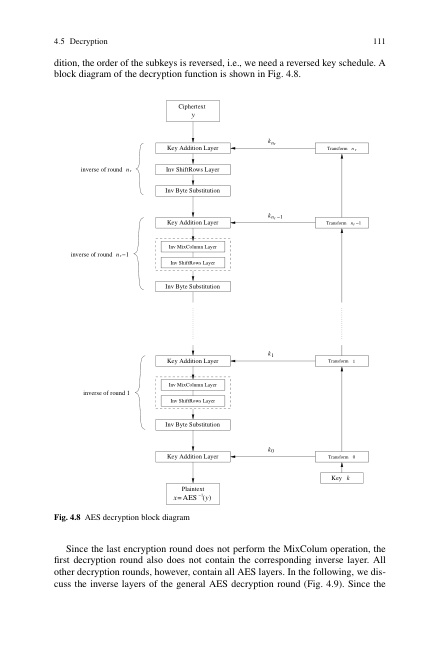 4.5 Decryption 111
dition, the order of the subkeys is reversed, i.e., we need a reversed key schedule. A
block diagram of the decryption function is shown in Fig. 4.8.
Ciphertext
y
Key Addition Layer
k_{n_r}
Transform n_r
inverse of round n_r
Inv ShiftRows Layer
Inv Byte Substitution
Key Addition Layer
k_{n_r−1}
Transform n_r−1
Inv MixColumn Layer
inverse of round n_r−1
Inv ShiftRows Layer
Inv Byte Substitution
Key Addition Layer
k_1
Transform 1
Inv MixColumn Layer
inverse of round 1
Inv ShiftRows Layer
Inv Byte Substitution
Key Addition Layer
k_0
Transform 0
Key k
Plaintext
x=AES⁻¹(y)
Fig. 4.8 AES decryption block diagram
Since the last encryption round does not perform the MixColum operation, the
first decryption round also does not contain the corresponding inverse layer. All
other decryption rounds, however, contain all AES layers. In the following, we dis-
cuss the inverse layers of the general AES decryption round (Fig. 4.9). Since the